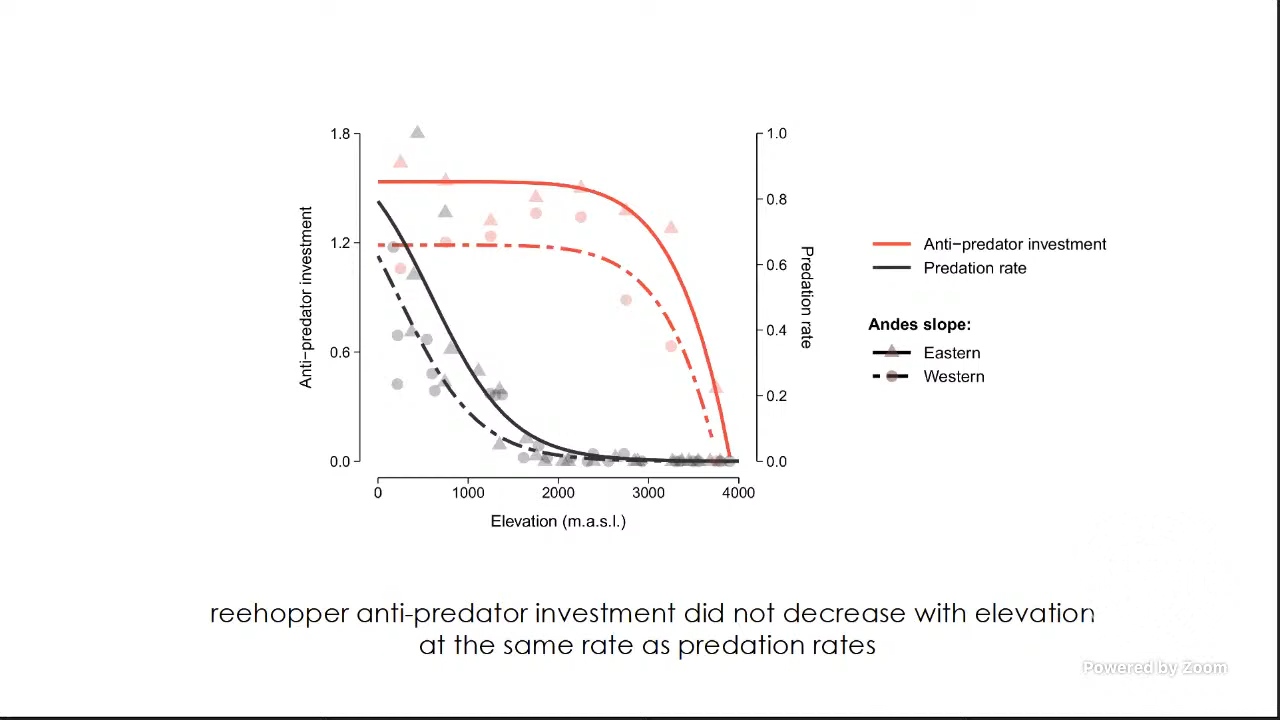 1.8
1.2
0.6
0.0
Anti−predator investment
1.0
0.8
0.6
0.4
0.2
0.0
Predation rate
0 1000 2000 3000 4000
Elevation (m.a.s.l.)
Anti−predator investment
Predation rate
Andes slope:
Eastern
Western
reehopper anti-predator investment did not decrease with elevation
at the same rate as predation rates
Powered by Zoom